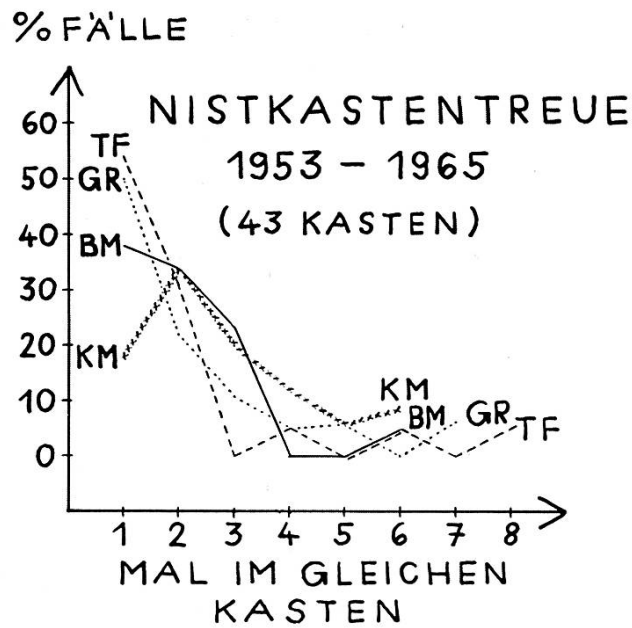 % FÄLLE
NISTKASTENTREUE
1953 – 1965
(43 KASTEN)
60
50
40
30
20
10
0
TF
GR
BM
KM
KM
BM
GR
TF
1 2 3 4 5 6 7 8
MAL IM GLEICHEN
KASTEN